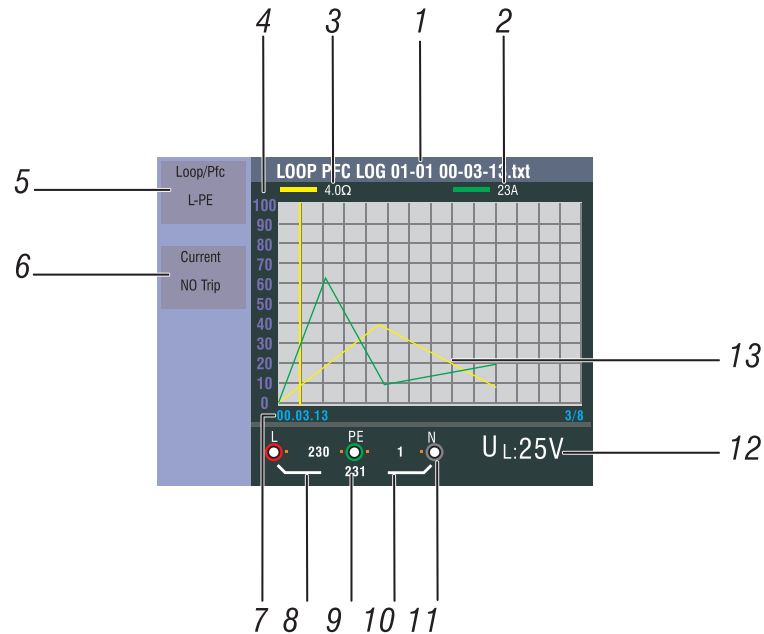 4 3 1 2
5
6
Loop/Pfc
L-PE
Current
NO Trip
LOOP PFC LOG 01-01 00-03-13.txt
4.0Ω 23A
100
90
80
70
60
50
40
30
20
10
0
00.03.13 3/8
13
L PE N
230 1
231
UL:25V
12
7 8 9 10 11